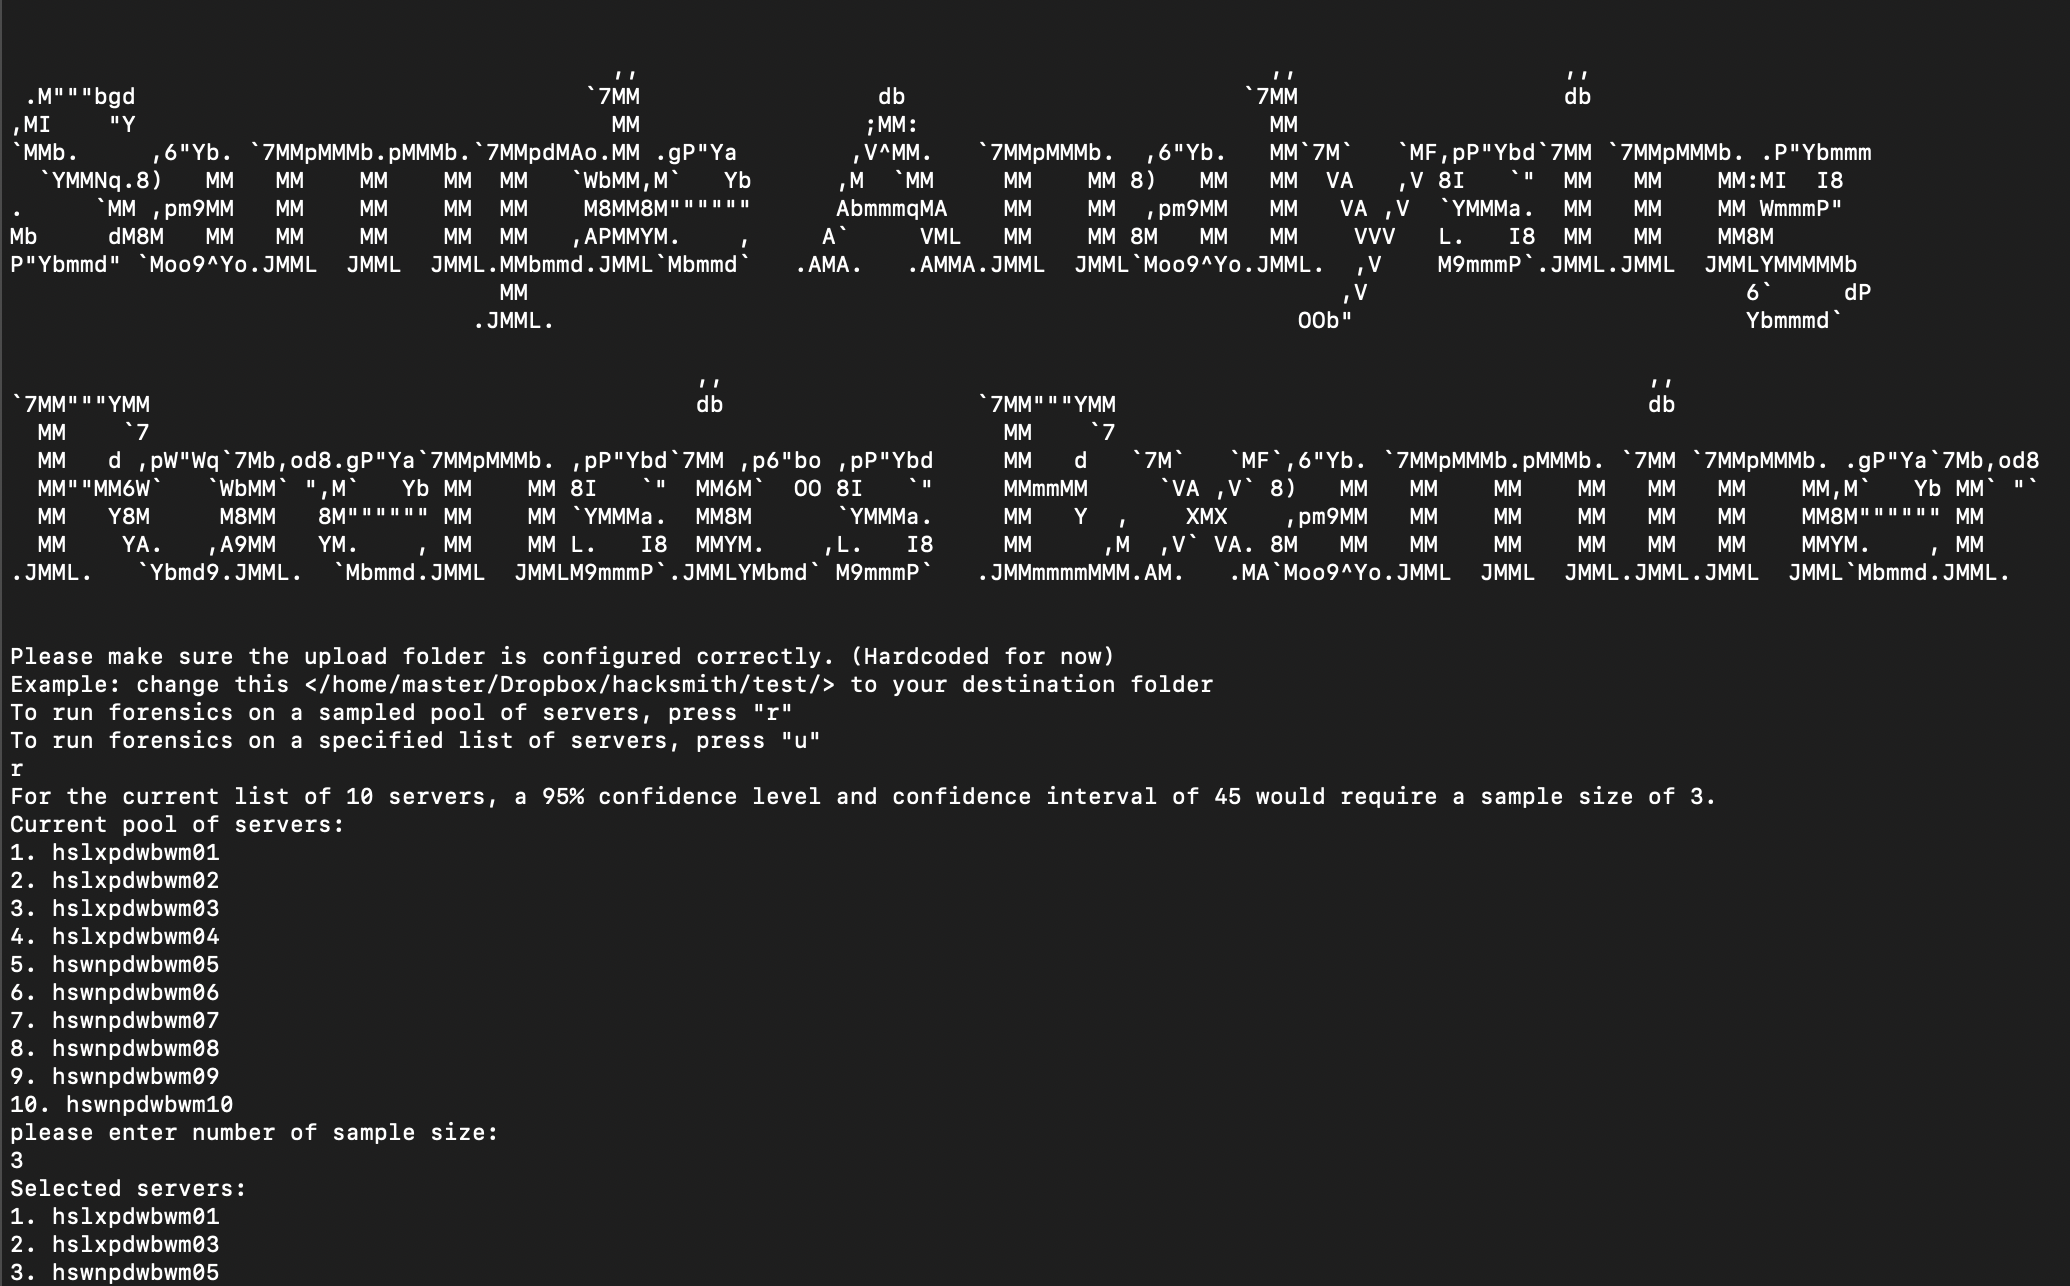 Sample Analysing
Forensics Examiner
Please make sure the upload folder is configured correctly. (Hardcoded for now)
Example: change this </home/master/Dropbox/hacksmith/test/> to your destination folder
To run forensics on a sampled pool of servers, press "r"
To run forensics on a specified list of servers, press "u"
r
For the current list of 10 servers, a 95% confidence level and confidence interval of 45 would require a sample size of 3.
Current pool of servers:
1. hslxpdwbwm01
2. hslxpdwbwm02
3. hslxpdwbwm03
4. hslxpdwbwm04
5. hswnpdwbwm05
6. hswnpdwbwm06
7. hswnpdwbwm07
8. hswnpdwbwm08
9. hswnpdwbwm09
10. hswnpdwbwm10
please enter number of sample size:
3
Selected servers:
1. hslxpdwbwm01
2. hslxpdwbwm03
3. hswnpdwbwm05